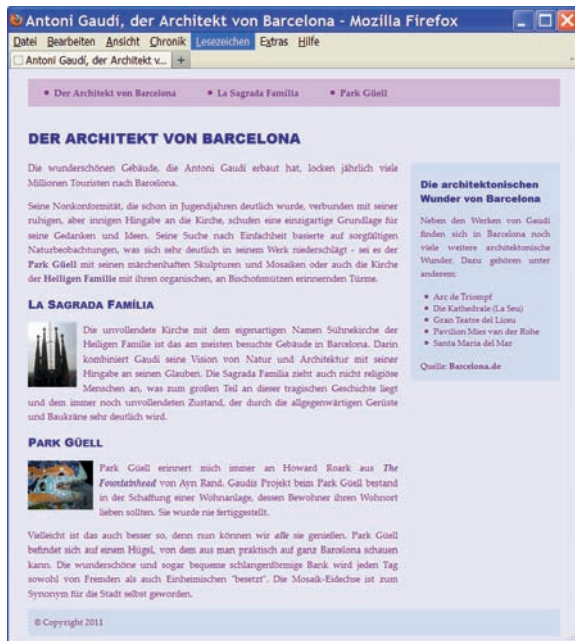 Antoni Gaudí, der Architekt von Barcelona - Mozilla Firefox
Datei Bearbeiten Ansicht Chronik Lesezeichen Extras Hilfe
Antoni Gaudí, der Architekt v... +
• Der Architekt von Barcelona • La Sagrada Família • Park Güell
DER ARCHITEKT VON BARCELONA
Die wunderschönen Gebäude, die Antoni Gaudí erbaut hat, locken jährlich viele
Millionen Touristen nach Barcelona.
Seine Nonkonformität, die schon in Jugendjahren deutlich wurde, verbunden mit seiner
ruhigen, aber innigen Hingabe an die Kirche, schufen eine einzigartige Grundlage für
seine Gedanken und Ideen. Seine Suche nach Einfachheit basierte auf sorgfältigen
Naturbeobachtungen, was sich sehr deutlich in seinem Werk niederschlägt – sei es der
Park Güell mit seinen märchenhaften Skulpturen und Mosaiken oder auch die Kirche
der Heiligen Familie mit ihren organischen, an Bischofsmützen erinnernden Türme.
LA SAGRADA FAMÍLIA
Die unvollendete Kirche mit dem eigenartigen Namen Sühnekirche der
Heiligen Familie ist das am meisten besuchte Gebäude in Barcelona. Darin
kombiniert Gaudí seine Vision von Natur und Architektur mit seiner
Hingabe an seinen Glauben. Die Sagrada Família zieht auch nicht religiöse
Menschen an, was zum großen Teil an dieser tragischen Geschichte liegt
und dem immer noch unvollendeten Zustand, der durch die allgegenwärtigen Gerüste
und Baukräne sehr deutlich wird.
PARK GÜELL
Park Güell erinnert mich immer an Howard Roark aus The
Fountainhead von Ayn Rand. Gaudís Projekt beim Park Güell bestand
in der Schaffung einer Wohnanlage, dessen Bewohner ihren Wohnort
lieben sollten. Sie wurde nie fertiggestellt.
Vielleicht ist das auch besser so, denn nun können wir alle sie genießen. Park Güell
befindet sich auf einem Hügel, von dem aus man praktisch auf ganz Barcelona schauen
kann. Die wunderschöne und sogar bequeme schlangenförmige Bank wird jeden Tag
sowohl von Fremden als auch Einheimischen "besetzt". Die Mosaik-Eidechse ist zum
Synonym für die Stadt selbst geworden.
Die architektonischen
Wunder von Barcelona
Neben den Werken von Gaudí
finden sich in Barcelona noch
viele weitere architektonische
Wunder. Dazu gehören unter
anderem:
• Arc de Triompf
• Die Kathedrale (La Seu)
• Gran Teatre del Liceu
• Pavilion Mies van der Rohe
• Santa Maria del Mar
Quelle: Barcelona.de
© Copyright 2011